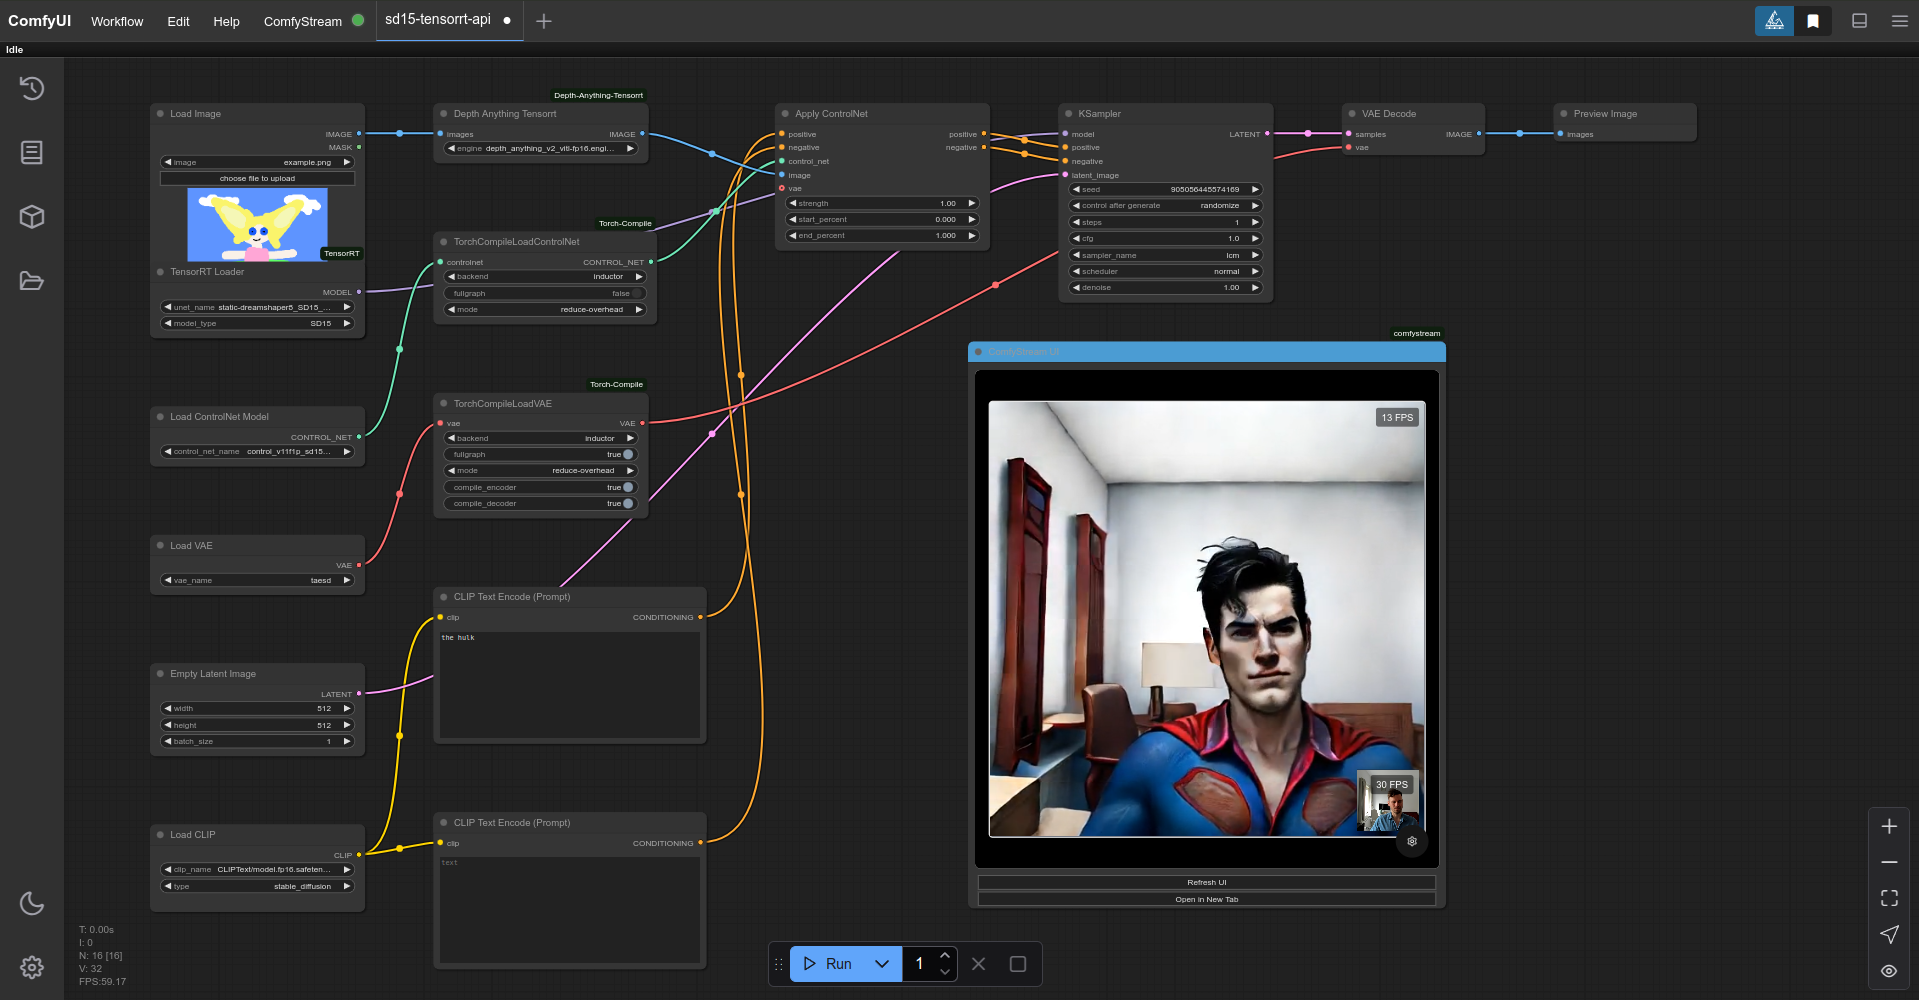 ComfyUI Workflow Edit Help ComfyStream sd15-tensorrt-api
Idle
Load Image
IMAGE
MASK
image example.png
choose file to upload
TensorRT
TensorRT Loader
MODEL
unet_name static-dreamshaper8_SD15_...
model_type SD15
Load ControlNet Model
CONTROL_NET
control_net_name control_v11f1p_sd15...
Load VAE
VAE
vae_name taesd
Empty Latent Image
LATENT
width 512
height 512
batch_size 1
Load CLIP
CLIP
clip_name CLIPText/model.fp16.safeten...
type stable_diffusion
Depth-Anything-Tensorrt
Depth Anything Tensorrt
images IMAGE
engine depth_anything_v2_vitl-fp16.engi...
Torch-Compile
TorchCompileLoadControlNet
controlnet CONTROL_NET
backend inductor
fullgraph false
mode reduce-overhead
Torch-Compile
TorchCompileLoadVAE
vae VAE
backend inductor
fullgraph true
mode reduce-overhead
compile_encoder true
compile_decoder true
CLIP Text Encode (Prompt)
clip CONDITIONING
the hulk
CLIP Text Encode (Prompt)
clip CONDITIONING
text
Apply ControlNet
positive positive
negative negative
control_net
image
vae
strength 1.00
start_percent 0.000
end_percent 1.000
KSampler
model LATENT
positive
negative
latent_image
seed 905056445574169
control after generate randomize
steps 1
cfg 1.0
sampler_name lcm
scheduler normal
denoise 1.00
VAE Decode
samples IMAGE
vae
Preview Image
images
comfystream
ComfyStream UI
13 FPS
30 FPS
Refresh UI
Open in New Tab
T: 0.00s
I: 0
N: 16 [16]
V: 32
FPS:59.17
Run 1